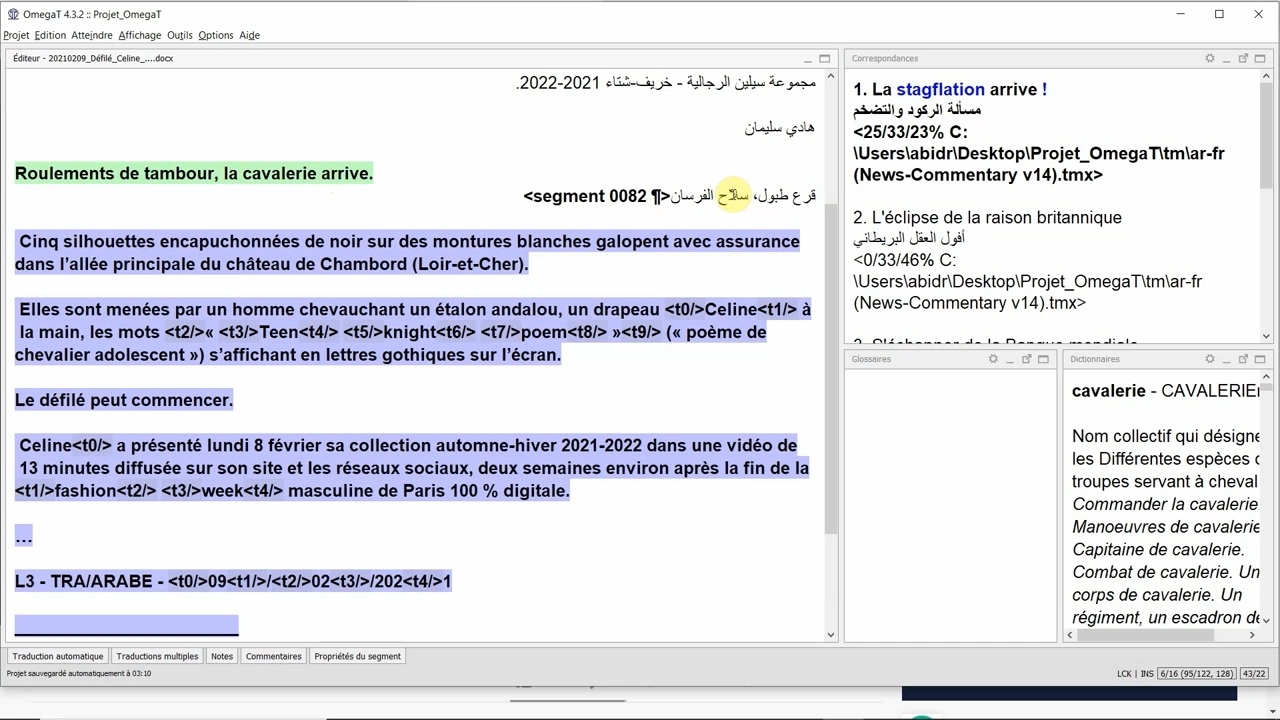 OmegaT 4.3.2 :: Projet_OmegaT
Projet Edition Atteindre Affichage Outils Options Aide
Éditeur - 20210209_Défilé_Celine_....docx
مجموعة سيلين الرجالية - خريف-شتاء 2021-2022.
هادي سليمان
Roulements de tambour, la cavalerie arrive.
قرع طبول، سلاح الفرسان<segment 0082 ¶>
Cinq silhouettes encapuchonnées de noir sur des montures blanches galopent avec assurance
dans l’allée principale du château de Chambord (Loir-et-Cher).
Elles sont menées par un homme chevauchant un étalon andalou, un drapeau <t0/>Celine<t1/> à
la main, les mots <t2/>« <t3/>Teen<t4/> <t5/>knight<t6/> <t7/>poem<t8/> »<t9/> (« poème de
chevalier adolescent ») s’affichant en lettres gothiques sur l’écran.
Le défilé peut commencer.
Celine<t0/> a présenté lundi 8 février sa collection automne-hiver 2021-2022 dans une vidéo de
13 minutes diffusée sur son site et les réseaux sociaux, deux semaines environ après la fin de la
<t1/>fashion<t2/> <t3/>week<t4/> masculine de Paris 100 % digitale.
…
L3 - TRA/ARABE - <t0/>09<t1/>/<t2/>02<t3/>/202<t4/>1
Correspondances
1. La stagflation arrive !
مسألة الركود والتضخم
<25/33/23% C:
\Users\abidr\Desktop\Projet_OmegaT\tm\ar-fr
(News-Commentary v14).tmx>
2. L'éclipse de la raison britannique
أفول العقل البريطاني
<0/33/46% C:
\Users\abidr\Desktop\Projet_OmegaT\tm\ar-fr
(News-Commentary v14).tmx>
Glossaires
Dictionnaires
cavalerie - CAVALERIE
Nom collectif qui désigne
les Différentes espèces
troupes servant à cheval
Commander la cavalerie
Manoeuvres de cavalerie
Capitaine de cavalerie.
Combat de cavalerie. Un
corps de cavalerie. Un
régiment, un escadron
Traduction automatique Traductions multiples Notes Commentaires Propriétés du segment
Projet sauvegardé automatiquement à 03:10
LCK INS 6/16 (95/122, 128) 43/22